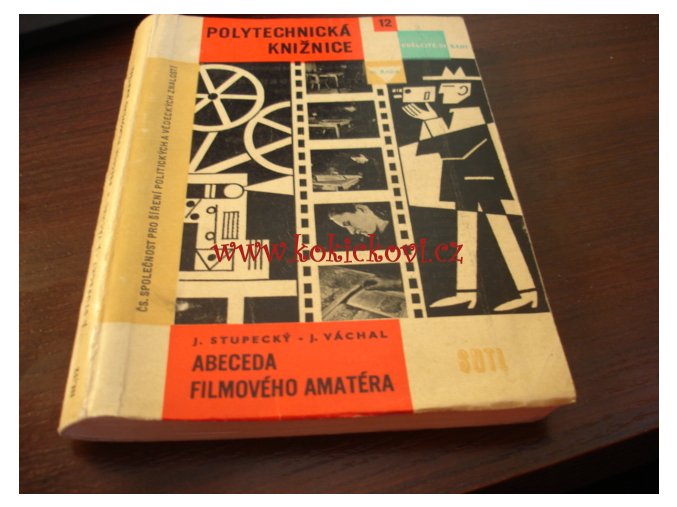 POLYTECHNICKÁ
KNIŽNICE
12
ČS. SPOLEČNOST PRO ŠÍŘENÍ POLITICKÝCH A VĚDECKÝCH ZNALOSTÍ
www.kokickovi.cz
J. STUPECKÝ - J. VÁCHAL
ABECEDA
FILMOVÉHO AMATÉRA
SNTL